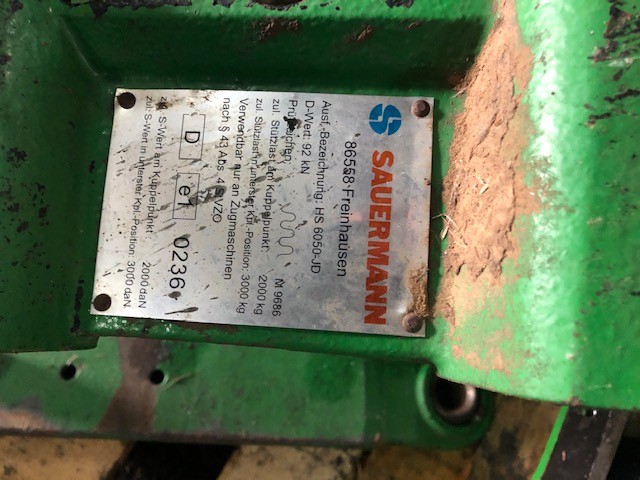 SAUERMANN
86558 Freinhausen
Ausf.-Bezeichnung: HS 6050-JD
D-Wert: 92 kN
Prüfzeichen: M 9686
zul. Stützlast am Kuppelpunkt: 2000 kg
zul. Stützlast in unterster Kpl.-Position: 3000 kg
Verwendbar nur an Zugmaschinen
nach § 43 Abs. 4 StVZO
D e1 0236
zul. S-Wert am Kuppelpunkt: 2000 daN
zul. S-Wert in unterster Kpl.-Position: 3000 daN